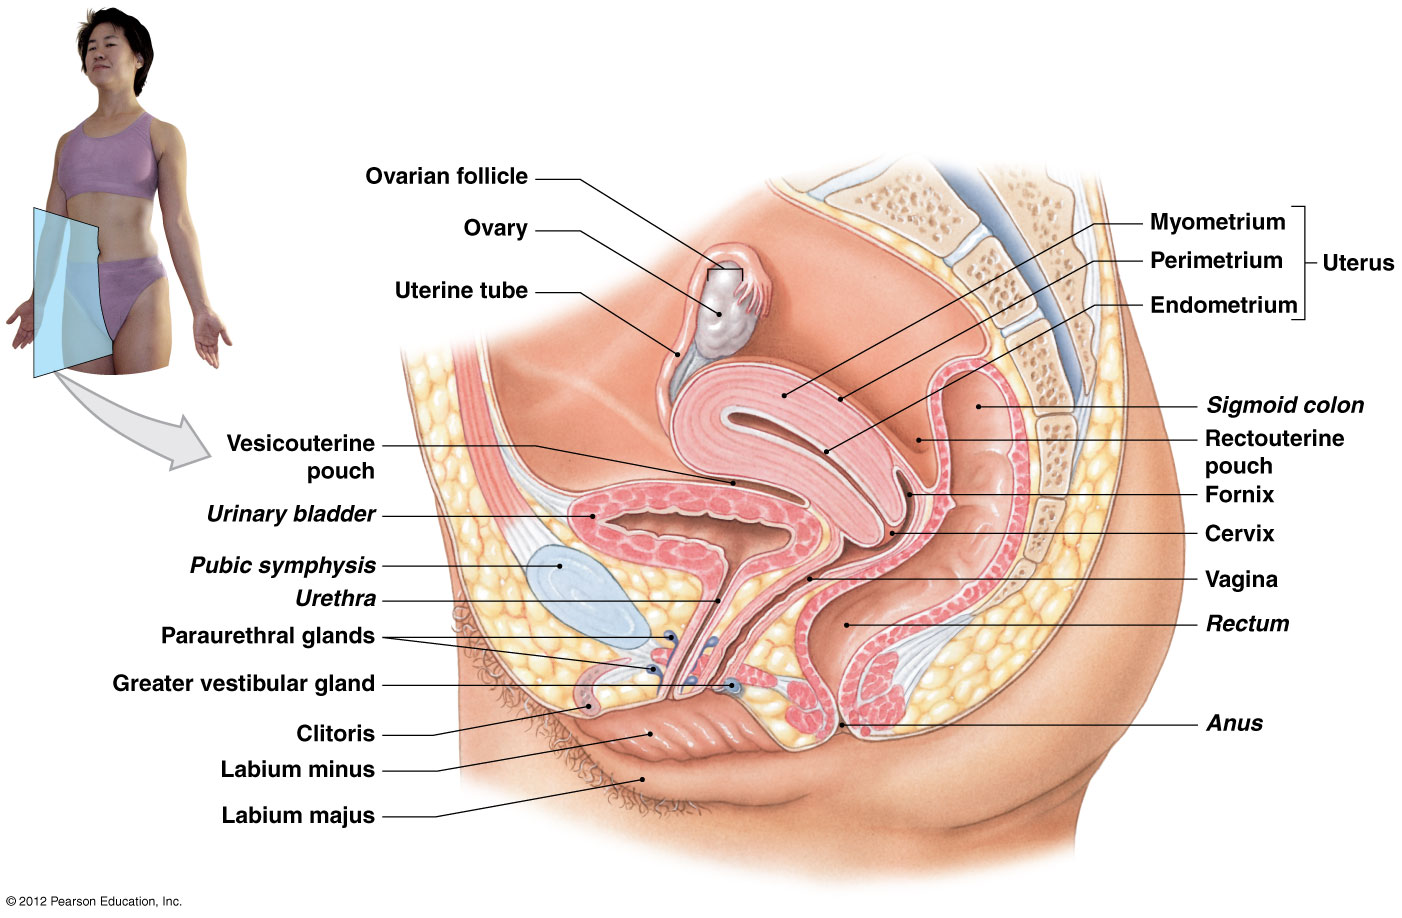 Ovarian follicle
Ovary
Uterine tube
Vesicouterine
pouch
Urinary bladder
Pubic symphysis
Urethra
Paraurethral glands
Greater vestibular gland
Clitoris
Labium minus
Labium majus
Myometrium
Perimetrium
Endometrium
Uterus
Sigmoid colon
Rectouterine
pouch
Fornix
Cervix
Vagina
Rectum
Anus
© 2012 Pearson Education, Inc.